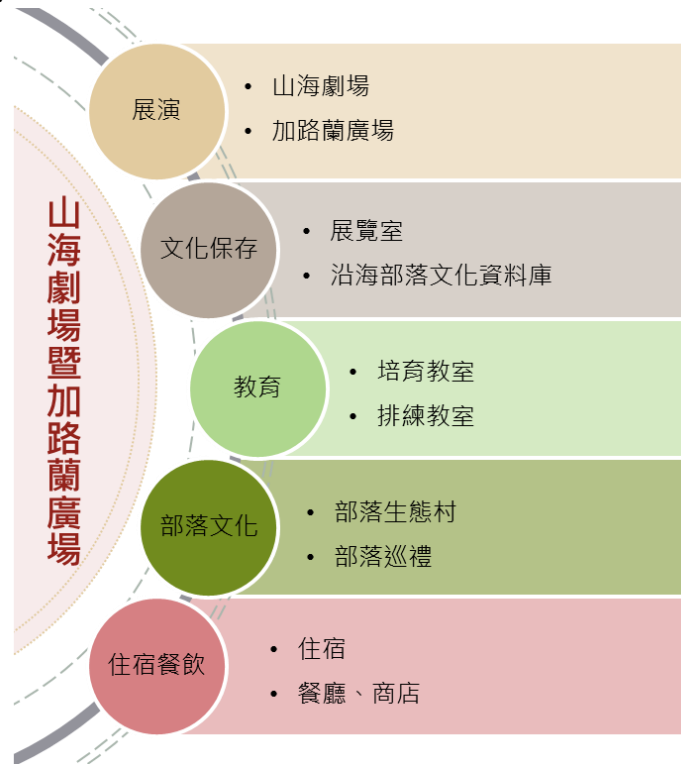 山海劇場暨加路蘭廣場
展演
• 山海劇場
• 加路蘭廣場
文化保存
• 展覽室
• 沿海部落文化資料庫
教育
• 培育教室
• 排練教室
部落文化
• 部落生態村
• 部落巡禮
住宿餐飲
• 住宿
• 餐廳、商店